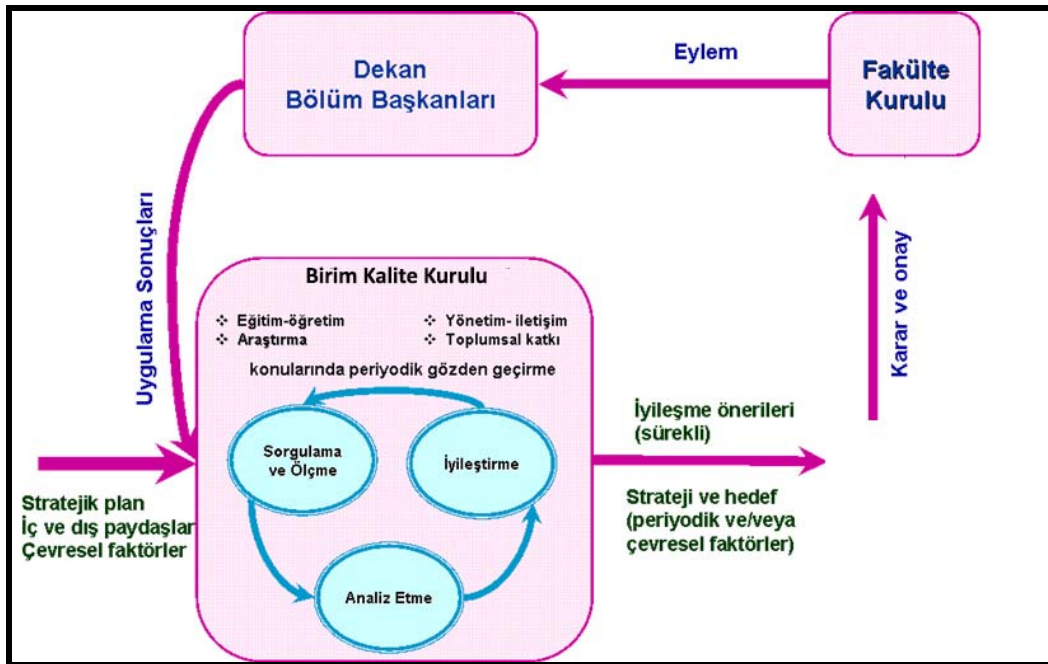 Dekan
Bölüm Başkanları
Eylem
Fakülte
Kurulu
Uygulama Sonuçları
Karar ve onay
Birim Kalite Kurulu
❖ Eğitim-öğretim
❖ Yönetim- iletişim
❖ Araştırma
❖ Toplumsal katkı
konularında periyodik gözden geçirme
Sorgulama
ve Ölçme
İyileştirme
Analiz Etme
Stratejik plan
İç ve dış paydaşlar
Çevresel faktörler
İyileşme önerileri
(sürekli)
Strateji ve hedef
(periyodik ve/veya
çevresel faktörler)